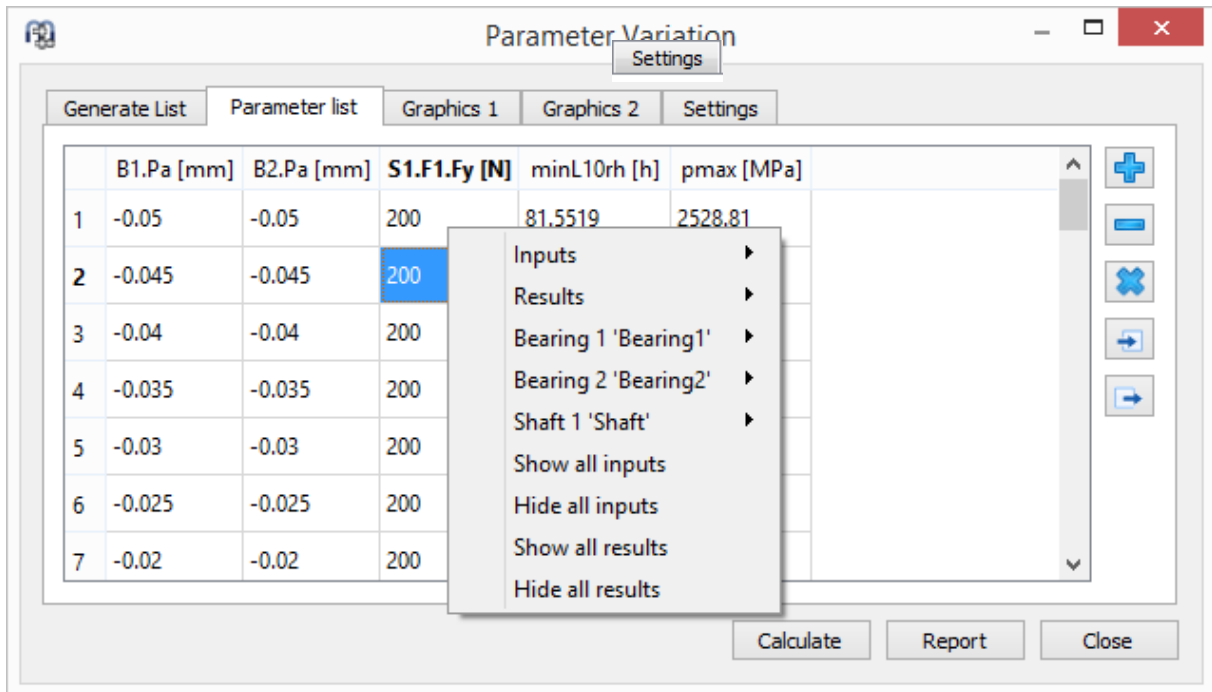 Parameter Variation
Settings
Generate List Parameter list Graphics 1 Graphics 2 Settings
B1.Pa [mm] B2.Pa [mm] S1.F1.Fy [N] minL10rh [h] pmax [MPa]
1 -0.05 -0.05 200 81.5519 2528.81
2 -0.045 -0.045 200
3 -0.04 -0.04 200
4 -0.035 -0.035 200
5 -0.03 -0.03 200
6 -0.025 -0.025 200
7 -0.02 -0.02 200
Inputs
Results
Bearing 1 'Bearing1'
Bearing 2 'Bearing2'
Shaft 1 'Shaft'
Show all inputs
Hide all inputs
Show all results
Hide all results
Calculate Report Close